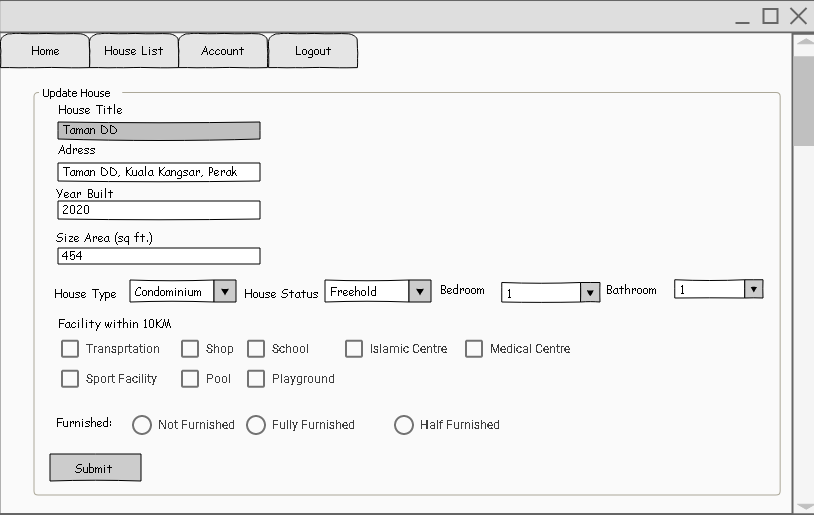 Home House List Account Logout
Update House
House Title
Taman DD
Adress
Taman DD, Kuala Kangsar, Perak
Year Built
2020
Size Area (sq ft.)
454
House Type Condominium House Status Freehold Bedroom 1 Bathroom 1
Facility within 10KM
Transprtation Shop School Islamic Centre Medical Centre
Sport Facility Pool Playground
Furnished: Not Furnished Fully Furnished Half Furnished
Submit